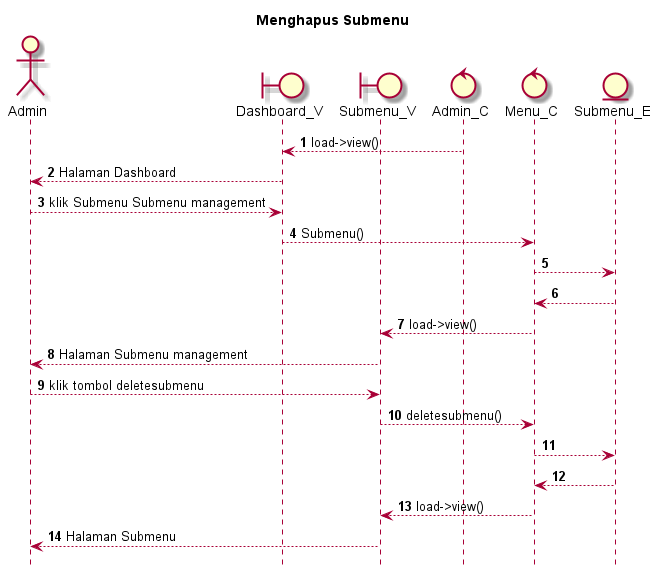 Menghapus Submenu
Admin Dashboard_V Submenu_V Admin_C Menu_C Submenu_E
1 load->view()
2 Halaman Dashboard
3 klik Submenu Submenu management
4 Submenu()
5
6
7 load->view()
8 Halaman Submenu management
9 klik tombol deletesubmenu
10 deletesubmenu()
11
12
13 load->view()
14 Halaman Submenu